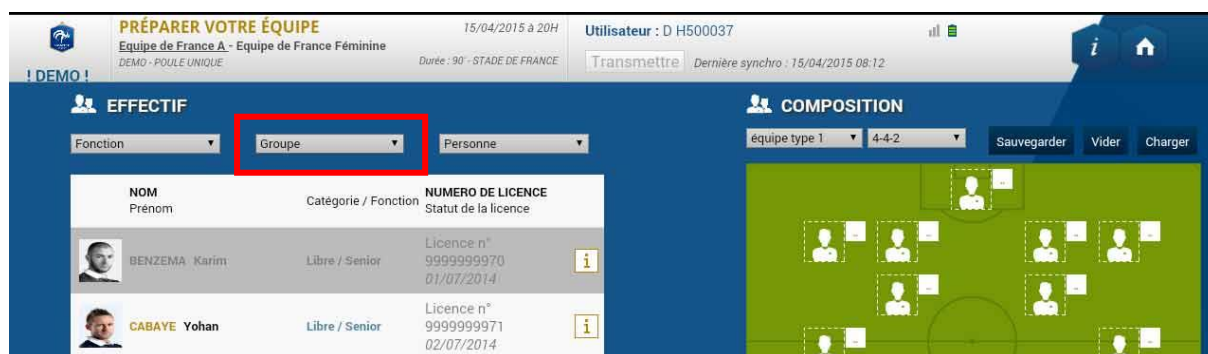 PRÉPARER VOTRE ÉQUIPE
Equipe de France A - Equipe de France Féminine
DEMO - POULE UNIQUE
! DEMO !
15/04/2015 à 20H
Durée : 90' - STADE DE FRANCE
Utilisateur : D H500037
Transmettre Dernière synchro : 15/04/2015 08:12
i
EFFECTIF
Fonction Groupe Personne
NOM
Prénom
Catégorie / Fonction
NUMERO DE LICENCE
Statut de la licence
BENZEMA Karim
Libre / Senior
Licence n°
9999999970
01/07/2014
i
CABAYE Yohan
Libre / Senior
Licence n°
9999999971
02/07/2014
i
COMPOSITION
équipe type 1 4-4-2 Sauvegarder Vider Charger